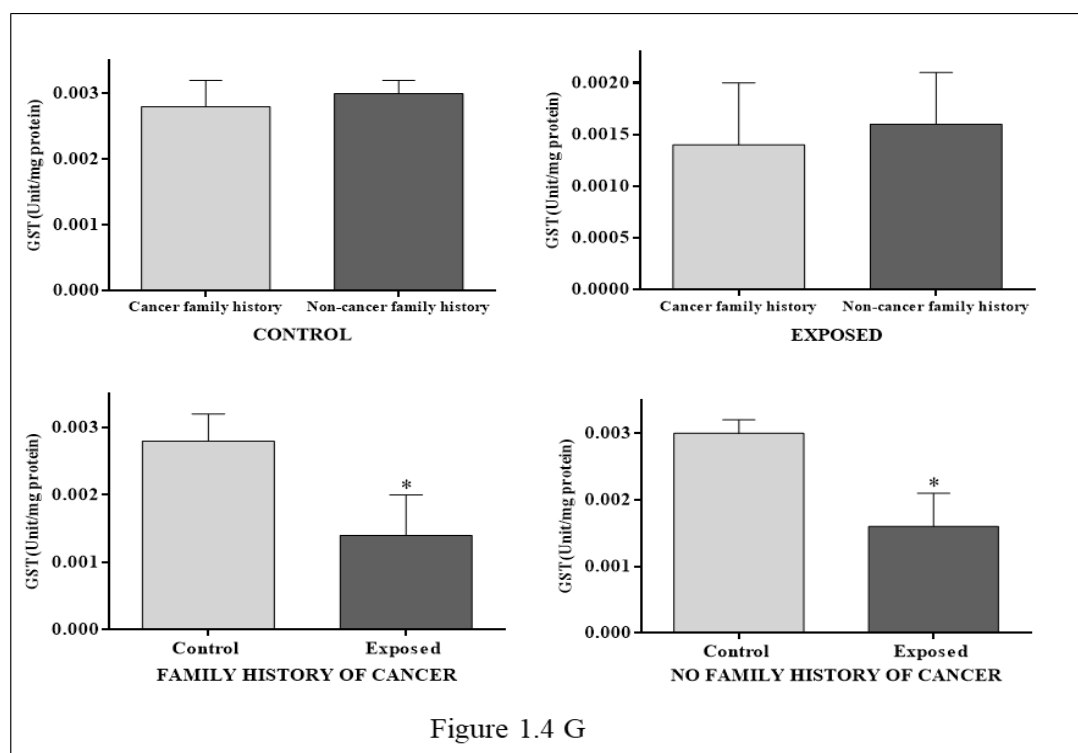 GST(Unit/mg protein)
0.003
0.002
0.001
0.000
Cancer family history Non-cancer family history
CONTROL
GST(Unit/mg protein)
0.0020
0.0015
0.0010
0.0005
0.0000
Cancer family history Non-cancer family history
EXPOSED
GST(Unit/mg protein)
0.003
0.002
0.001
0.000
*
Control Exposed
FAMILY HISTORY OF CANCER
GST(Unit/mg protein)
0.003
0.002
0.001
0.000
*
Control Exposed
NO FAMILY HISTORY OF CANCER
Figure 1.4 G